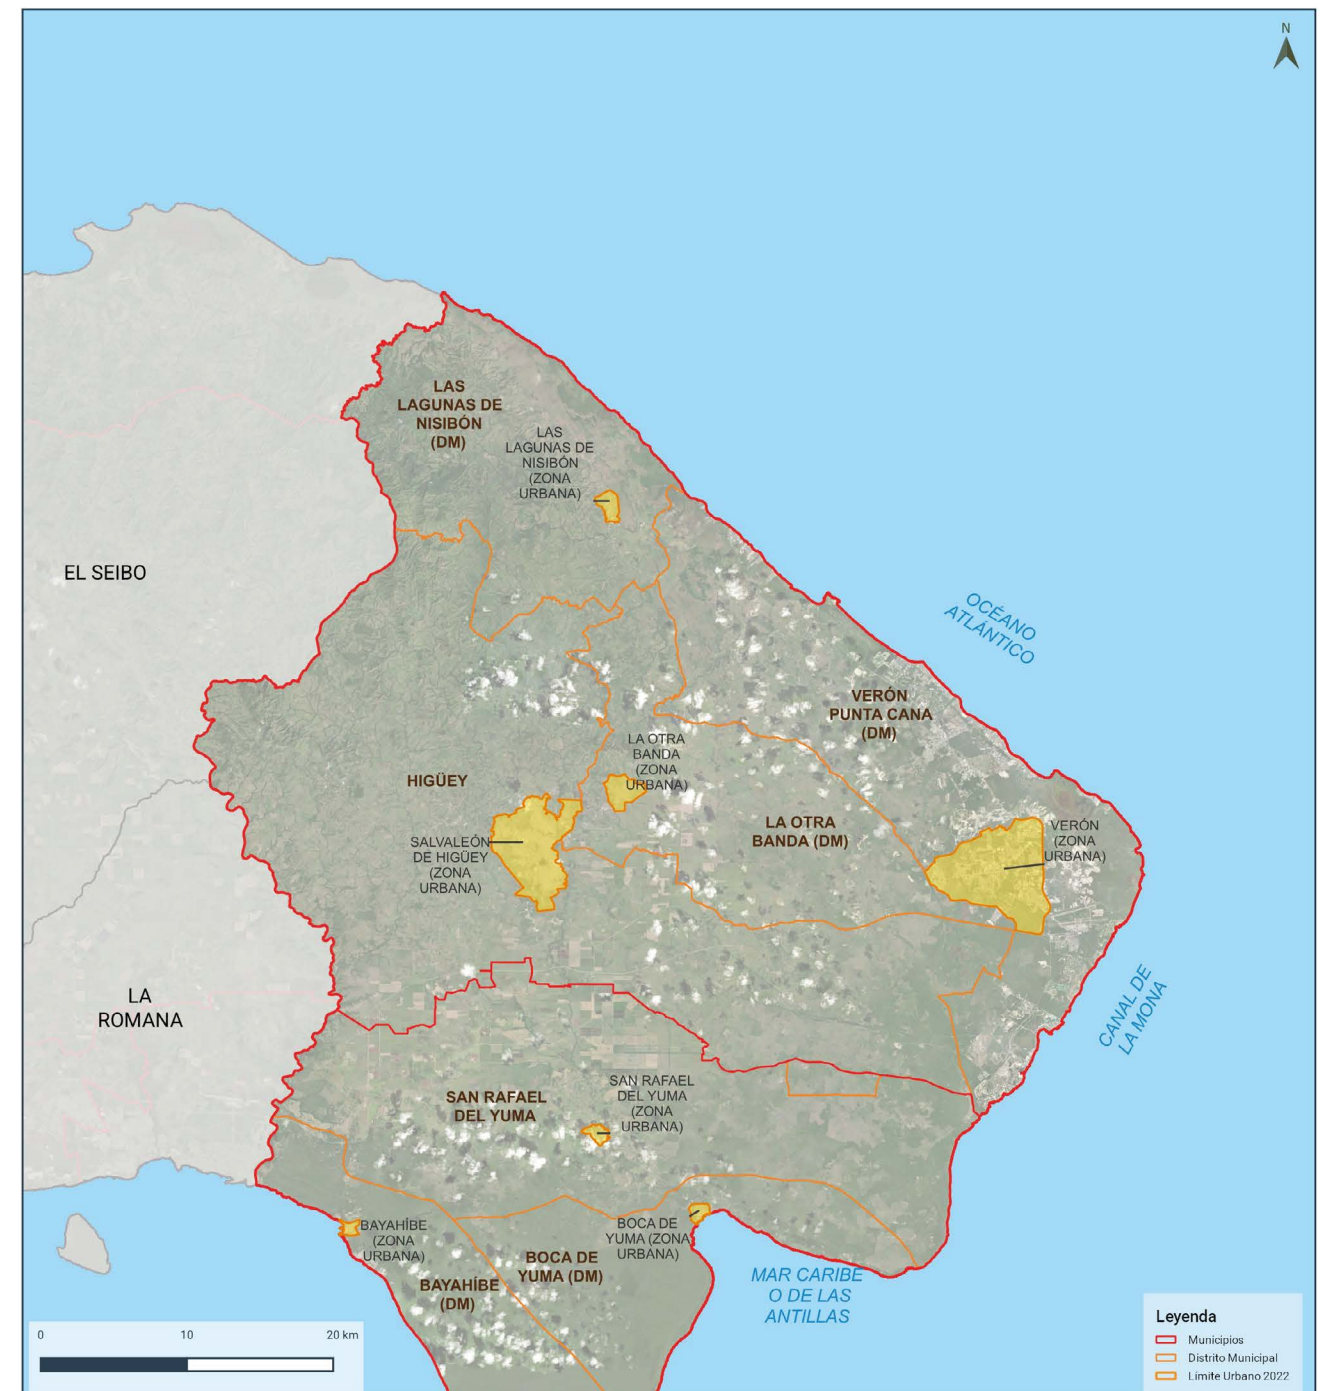 N
LAS
LAGUNAS DE
NISIBÓN
(DM)
LAS
LAGUNAS DE
NISIBÓN
(ZONA
URBANA)
EL SEIBO
OCÉANO
ATLÁNTICO
VERÓN
PUNTA CANA
(DM)
LA OTRA
BANDA
(ZONA
URBANA)
HIGÜEY
LA OTRA
BANDA (DM)
VERÓN
(ZONA
URBANA)
SALVALEÓN
DE HIGÜEY
(ZONA
URBANA)
LA
ROMANA
CANAL DE
LA MONA
SAN RAFAEL
DEL YUMA
SAN RAFAEL
DEL YUMA
(ZONA
URBANA)
BAYAHÍBE
(ZONA
URBANA)
BOCA DE
YUMA (ZONA
URBANA)
BOCA DE
YUMA (DM)
BAYAHÍBE
(DM)
MAR CARIBE
O DE LAS
ANTILLAS
0 10 20 km
Leyenda
Municipios
Distrito Municipal
Límite Urbano 2022